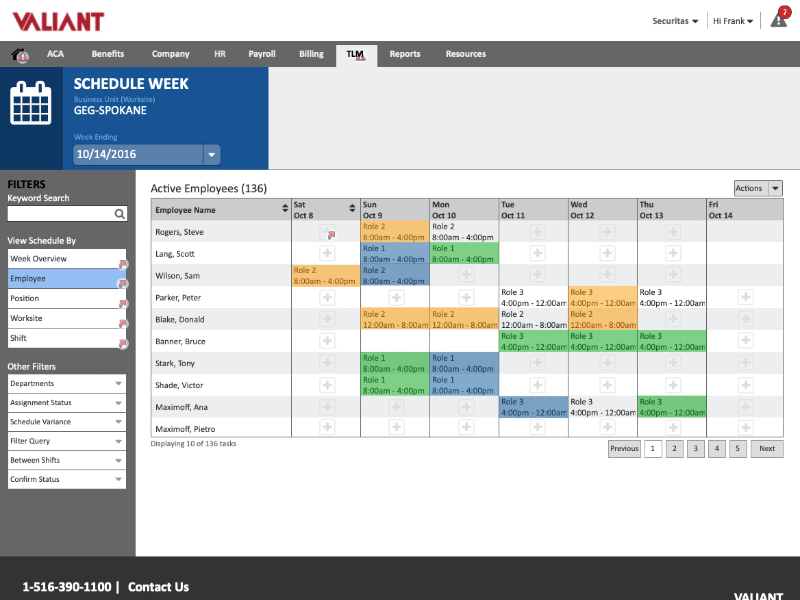 VALIANT
Securitas
Hi Frank
7
ACA
Benefits
Company
HR
Payroll
Billing
TLM
Reports
Resources
SCHEDULE WEEK
Business Unit (Worksite)
GEG-SPOKANE
Week Ending
10/14/2016
FILTERS
Keyword Search
View Schedule By
Week Overview
Employee
Position
Worksite
Shift
Other Filters
Departments
Assignment Status
Schedule Variance
Filter Query
Between Shifts
Confirm Status
Active Employees (136)
Actions
Employee Name
Sat
Oct 8
Sun
Oct 9
Mon
Oct 10
Tue
Oct 11
Wed
Oct 12
Thu
Oct 13
Fri
Oct 14
Rogers, Steve
Role 2
8:00am - 4:00pm
Role 2
8:00am - 4:00pm
Lang, Scott
Role 1
8:00am - 4:00pm
Role 1
8:00am - 4:00pm
Wilson, Sam
Role 2
8:00am - 4:00pm
Role 2
8:00am - 4:00pm
Parker, Peter
Role 3
4:00pm - 12:00am
Role 3
4:00pm - 12:00am
Role 3
4:00pm - 12:00am
Blake, Donald
Role 2
12:00am - 8:00am
Role 2
12:00am - 8:00am
Role 2
12:00am - 8:00am
Role 2
12:00am - 8:00am
Banner, Bruce
Role 3
4:00pm - 12:00am
Role 3
4:00pm - 12:00am
Role 3
4:00pm - 12:00am
Stark, Tony
Role 1
8:00am - 4:00pm
Role 1
8:00am - 4:00pm
Shade, Victor
Role 1
8:00am - 4:00pm
Role 1
8:00am - 4:00pm
Maximoff, Ana
Role 3
4:00pm - 12:00am
Role 3
4:00pm - 12:00am
Role 3
4:00pm - 12:00am
Maximoff, Pietro
Displaying 10 of 136 tasks
Previous
1
2
3
4
5
Next
1-516-390-1100 | Contact Us
VALIANT